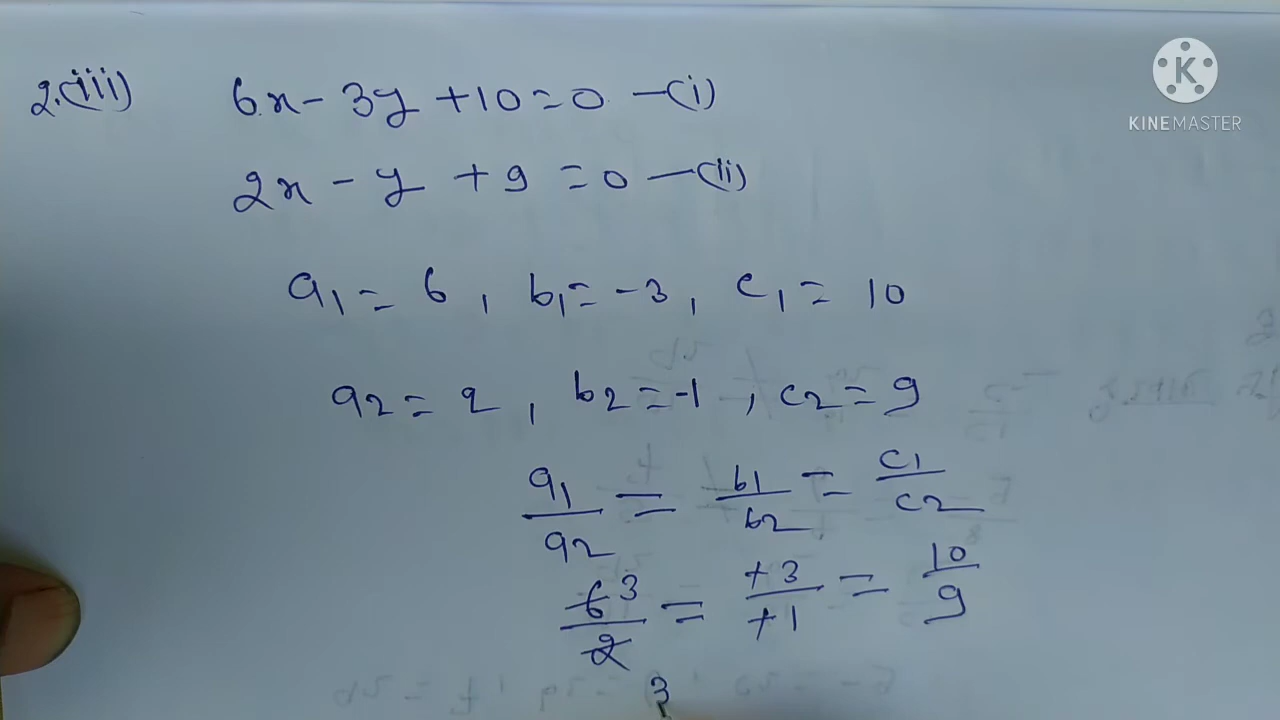 2.(iii) 6x - 3y + 10 = 0 —(i)
K
KINEMASTER
2x - y + 9 = 0 —(ii)
a1 = 6, b1 = -3, c1 = 10
a2 = 2, b2 = -1, c2 = 9
a1/a2 = b1/b2 = c1/c2
6 3/2 = +3/+1 = 10/9
3